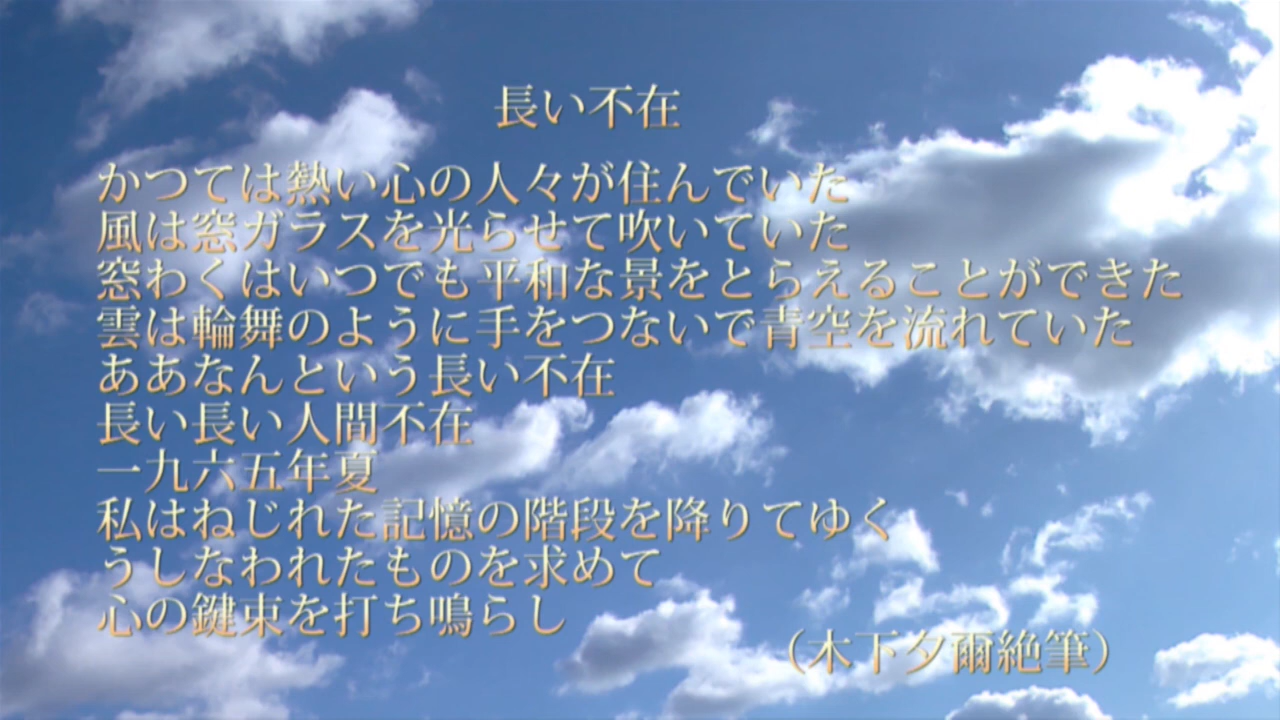 長い不在
かつては熱い心の人々が住んでいた
風は窓ガラスを光らせて吹いていた
窓わくはいつでも平和な景をとらえることができた
雲は輪舞のように手をつないで青空を流れていた
ああなんという長い不在
長い長い人間不在
一九六五年夏
私はねじれた記憶の階段を降りてゆく
うしなわれたものを求めて
心の鍵束を打ち鳴らし
（木下夕爾絶筆）